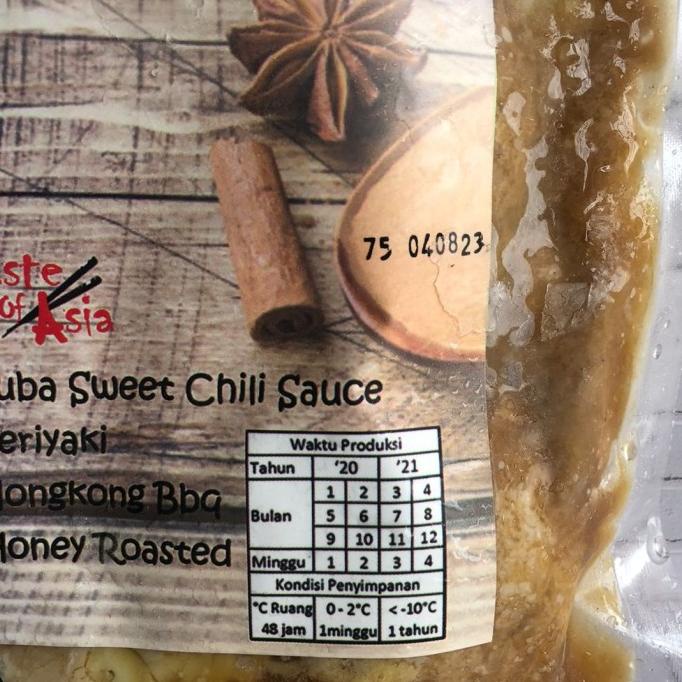 75 040823
aste
of Asia
uba Sweet Chili Sauce
eriyaki
Hongkong Bbq
Honey Roasted
Waktu Produksi
Tahun '20 '21
1 2 3 4
Bulan 5 6 7 8
9 10 11 12
Minggu 1 2 3 4
Kondisi Penyimpanan
°C Ruang 0-2°C <-10°C
48 jam 1minggu 1 tahun